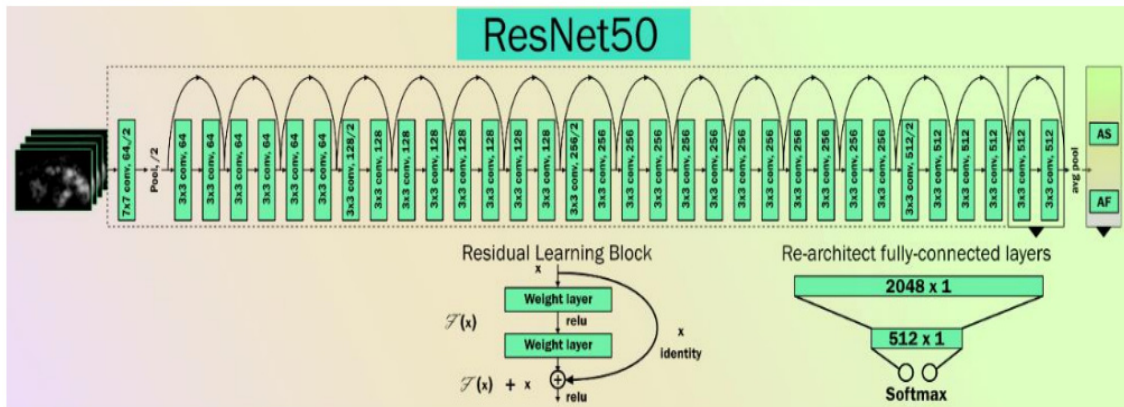 ResNet50
7x7 conv, 64,/2
Pool,/2
3x3 conv, 64
3x3 conv, 64
3x3 conv, 64
3x3 conv, 64
3x3 conv, 64
3x3 conv, 64
3x3 conv, 128/2
3x3 conv, 128
3x3 conv, 128
3x3 conv, 128
3x3 conv, 128
3x3 conv, 128
3x3 conv, 128
3x3 conv, 128
3x3 conv, 256,/2
3x3 conv, 256
3x3 conv, 256
3x3 conv, 256
3x3 conv, 256
3x3 conv, 256
3x3 conv, 256
3x3 conv, 256
3x3 conv, 256
3x3 conv, 256
3x3 conv, 256
3x3 conv, 256
3x3 conv, 512/2
3x3 conv, 512
3x3 conv, 512
3x3 conv, 512
3x3 conv, 512
3x3 conv, 512
avg pool
AS
AF
Residual Learning Block
x
Weight layer
ℱ(x)
relu
Weight layer
x
identity
ℱ(x) + x
+
relu
Re-architect fully-connected layers
2048 x 1
512 x 1
Softmax